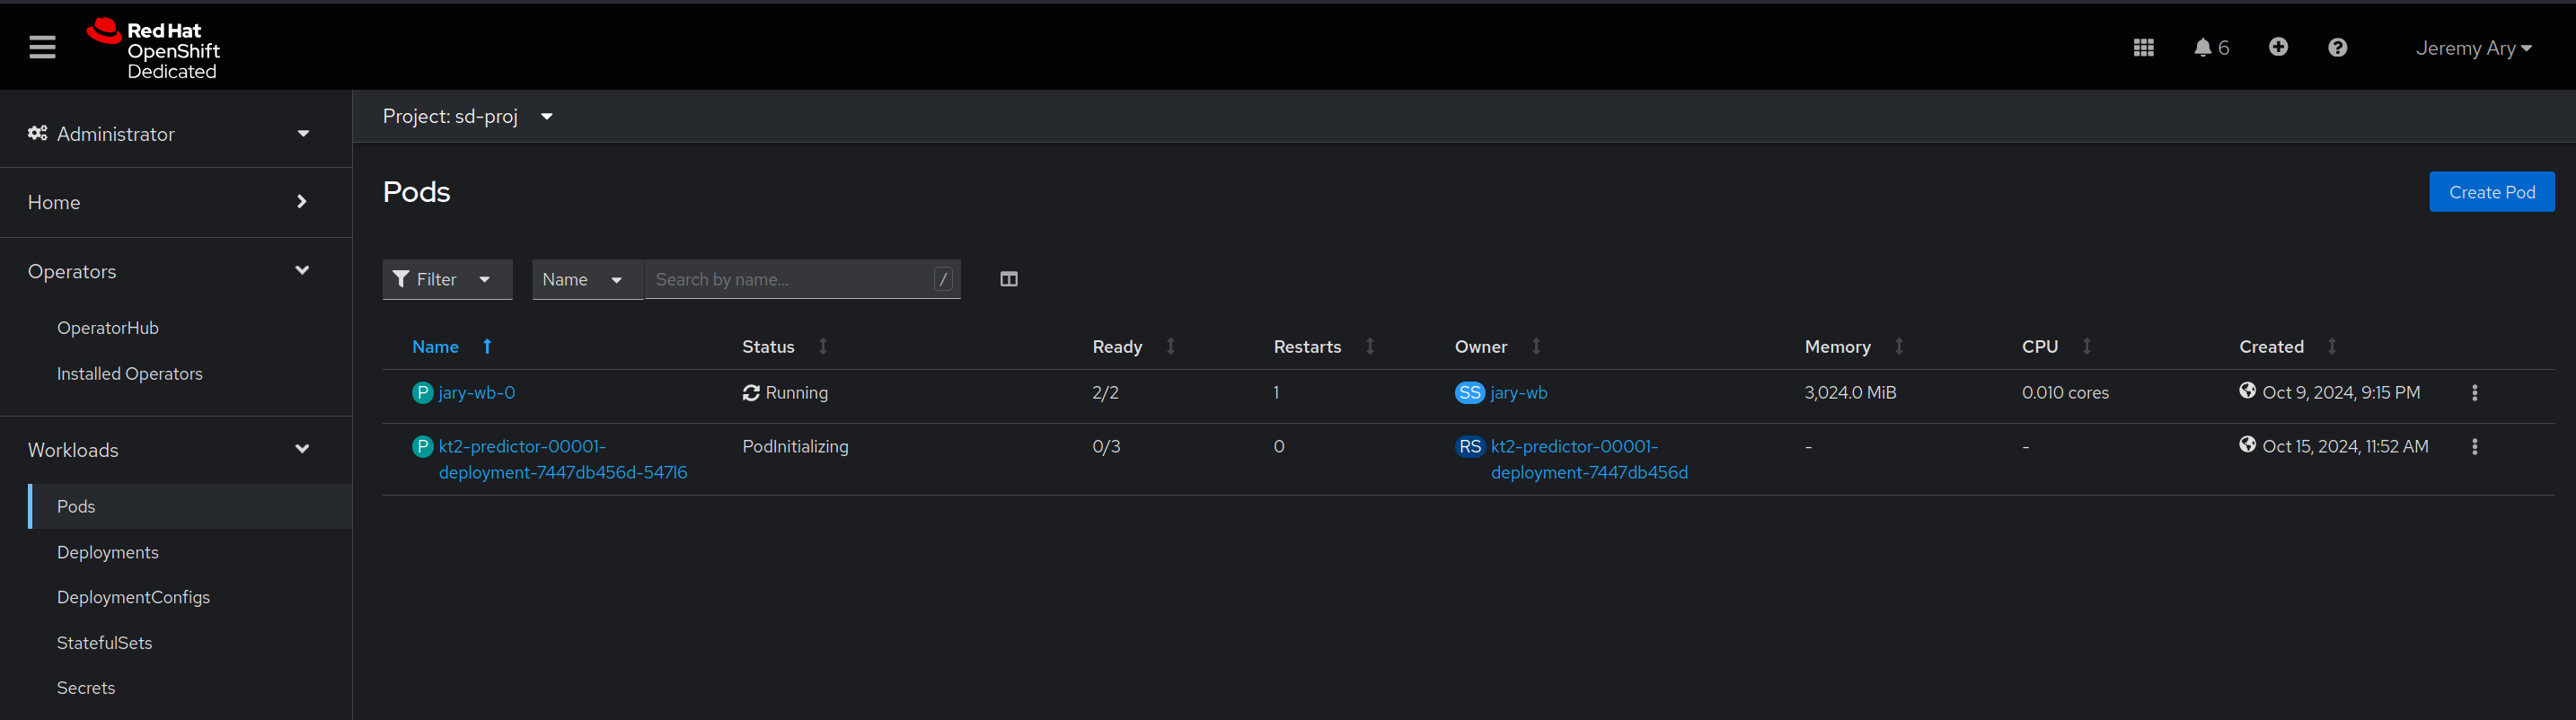 Red Hat
OpenShift
Dedicated
6
Jeremy Ary
Administrator
Home
Operators
OperatorHub
Installed Operators
Workloads
Pods
Deployments
DeploymentConfigs
StatefulSets
Secrets
Project: sd-proj
Pods
Create Pod
Filter
Name
Search by name...
/
Name Status Ready Restarts Owner Memory CPU Created
P jary-wb-0 Running 2/2 1 SS jary-wb 3,024.0 MiB 0.010 cores Oct 9, 2024, 9:15 PM
P kt2-predictor-00001- PodInitializing 0/3 0 RS kt2-predictor-00001- - - Oct 15, 2024, 11:52 AM
deployment-7447db456d-547l6 deployment-7447db456d